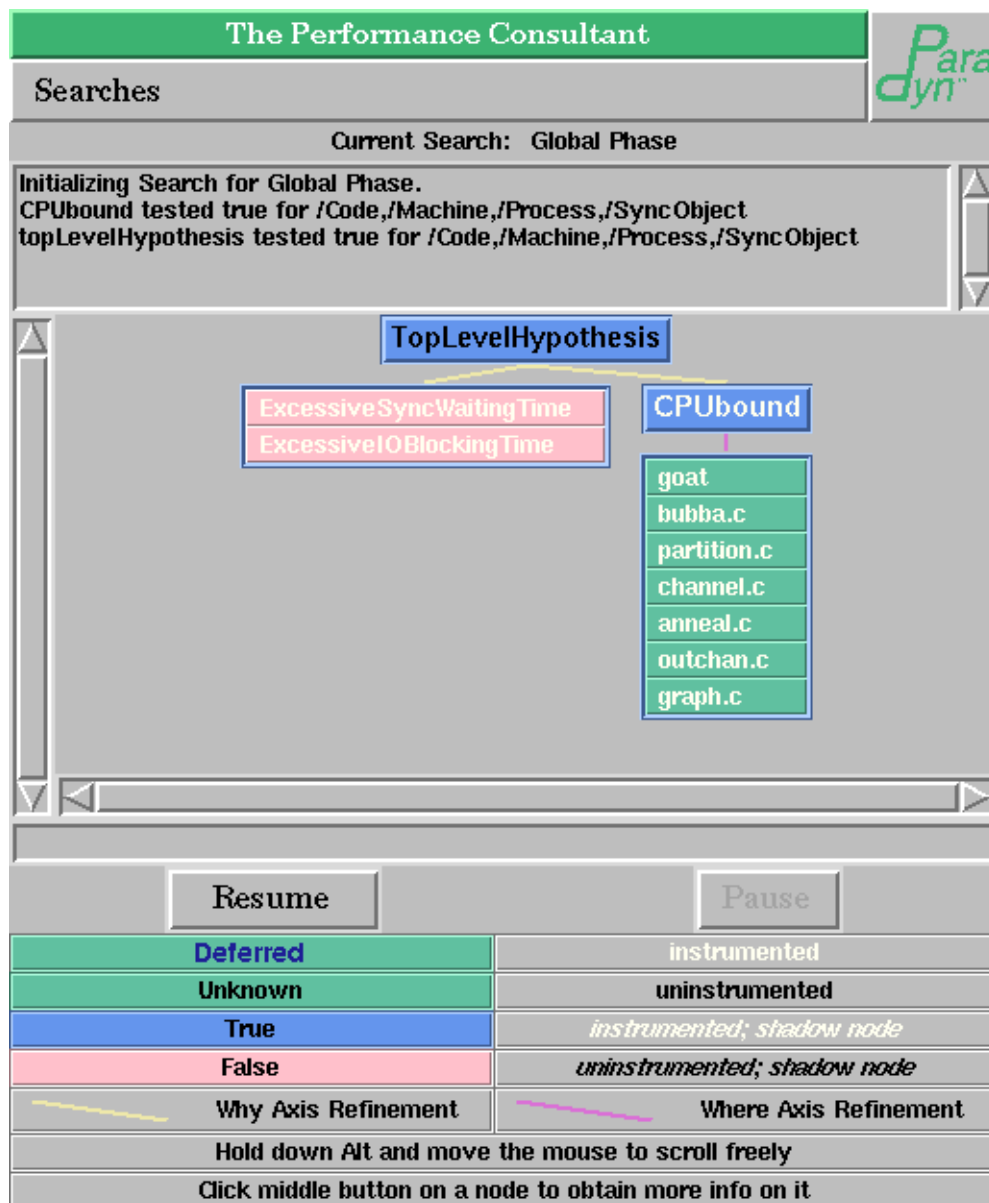 The Performance Consultant
Paradyn™
Searches
Current Search: Global Phase
Initializing Search for Global Phase.
CPUbound tested true for /Code,/Machine,/Process,/SyncObject
topLevelHypothesis tested true for /Code,/Machine,/Process,/SyncObject
TopLevelHypothesis
ExcessiveSyncWaitingTime
ExcessiveIOBlockingTime
CPUbound
goat
bubba.c
partition.c
channel.c
anneal.c
outchan.c
graph.c
Resume
Pause
Deferred
instrumented
Unknown
uninstrumented
True
instrumented; shadow node
False
uninstrumented; shadow node
Why Axis Refinement
Where Axis Refinement
Hold down Alt and move the mouse to scroll freely
Click middle button on a node to obtain more info on it